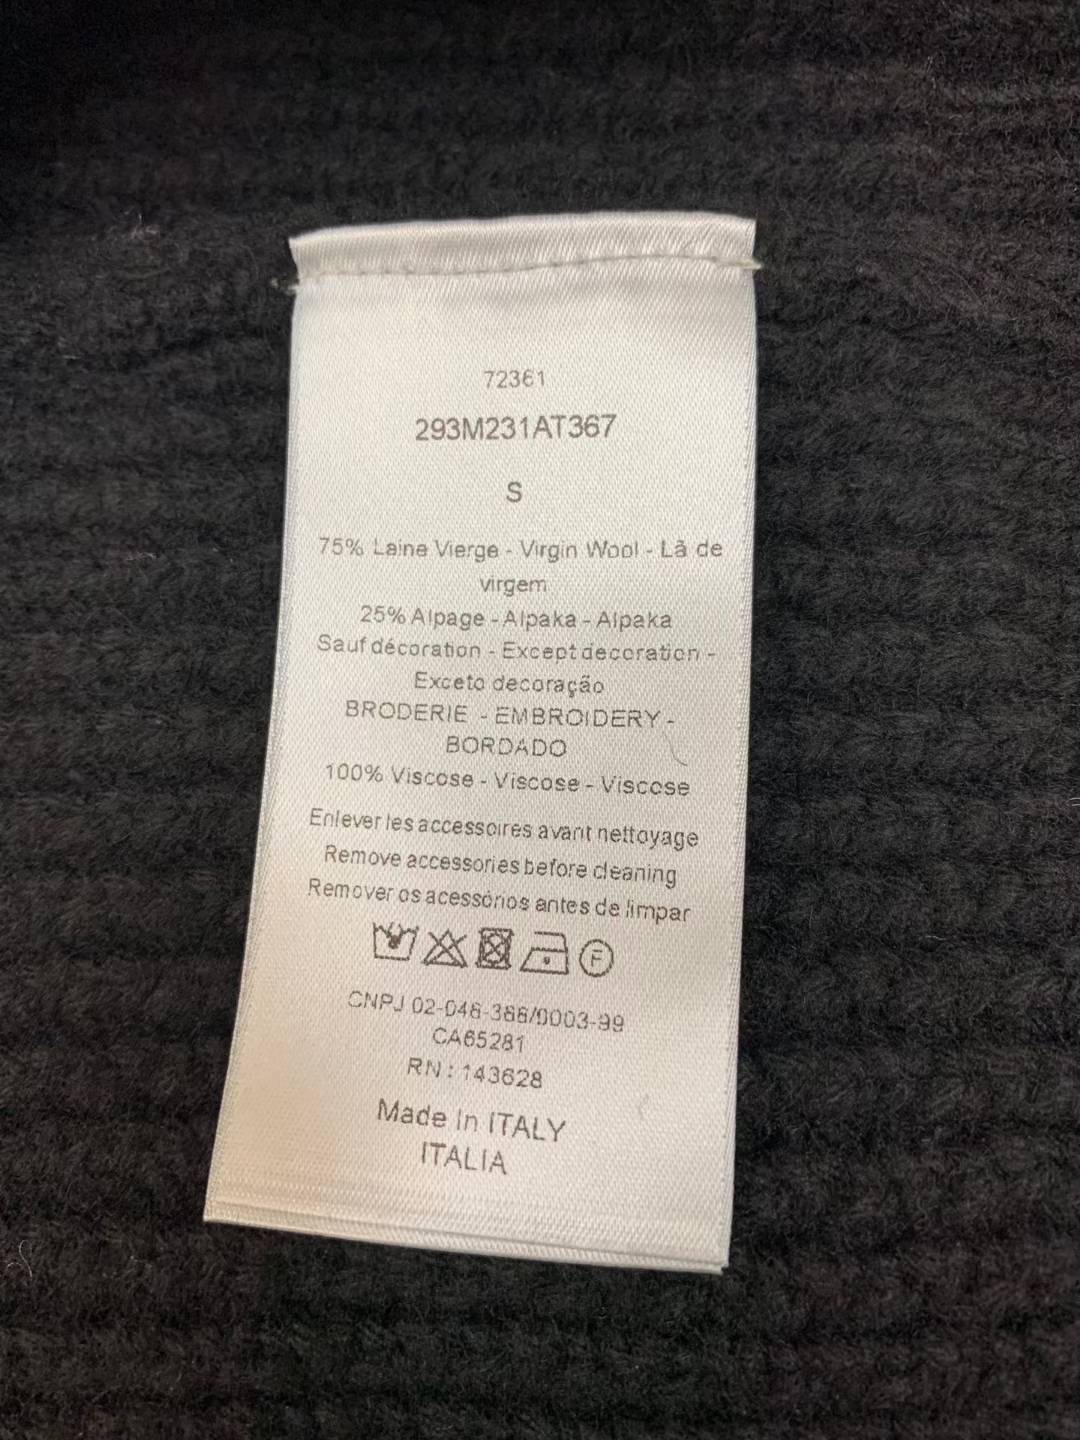 72361
293M231AT367
S
75% Laine Vierge - Virgin Wool - Lã de
virgem
25% Alpage - Alpaka - Alpaka
Sauf décoration - Except decoration -
Exceto decoração
BRODERIE - EMBROIDERY -
BORDADO
100% Viscose - Viscose - Viscose
Enlever les accessoires avant nettoyage
Remove accessories before cleaning
Remover os acessórios antes de limpar
F
CNPJ 02-046-386/0003-99
CA65281
RN : 143628
Made In ITALY
ITALIA